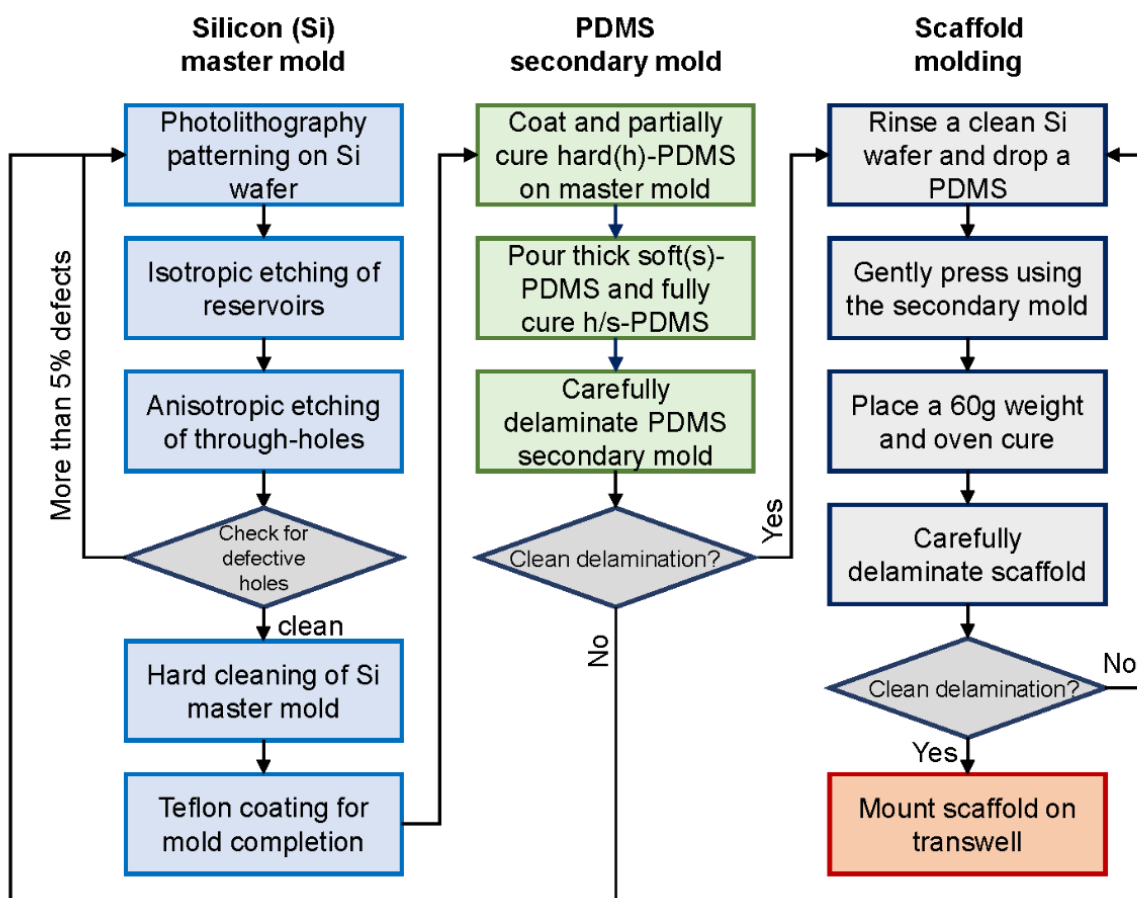 Silicon (Si)
master mold
Photolithography
patterning on Si
wafer
Isotropic etching of
reservoirs
Anisotropic etching
of through-holes
More than 5% defects
Check for
defective
holes
clean
Hard cleaning of Si
master mold
Teflon coating for
mold completion
PDMS
secondary mold
Coat and partially
cure hard(h)-PDMS
on master mold
Pour thick soft(s)-
PDMS and fully
cure h/s-PDMS
Carefully
delaminate PDMS
secondary mold
Clean delamination?
Yes
No
Scaffold
molding
Rinse a clean Si
wafer and drop a
PDMS
Gently press using
the secondary mold
Place a 60g weight
and oven cure
Carefully
delaminate scaffold
Clean delamination?
No
Yes
Mount scaffold on
transwell